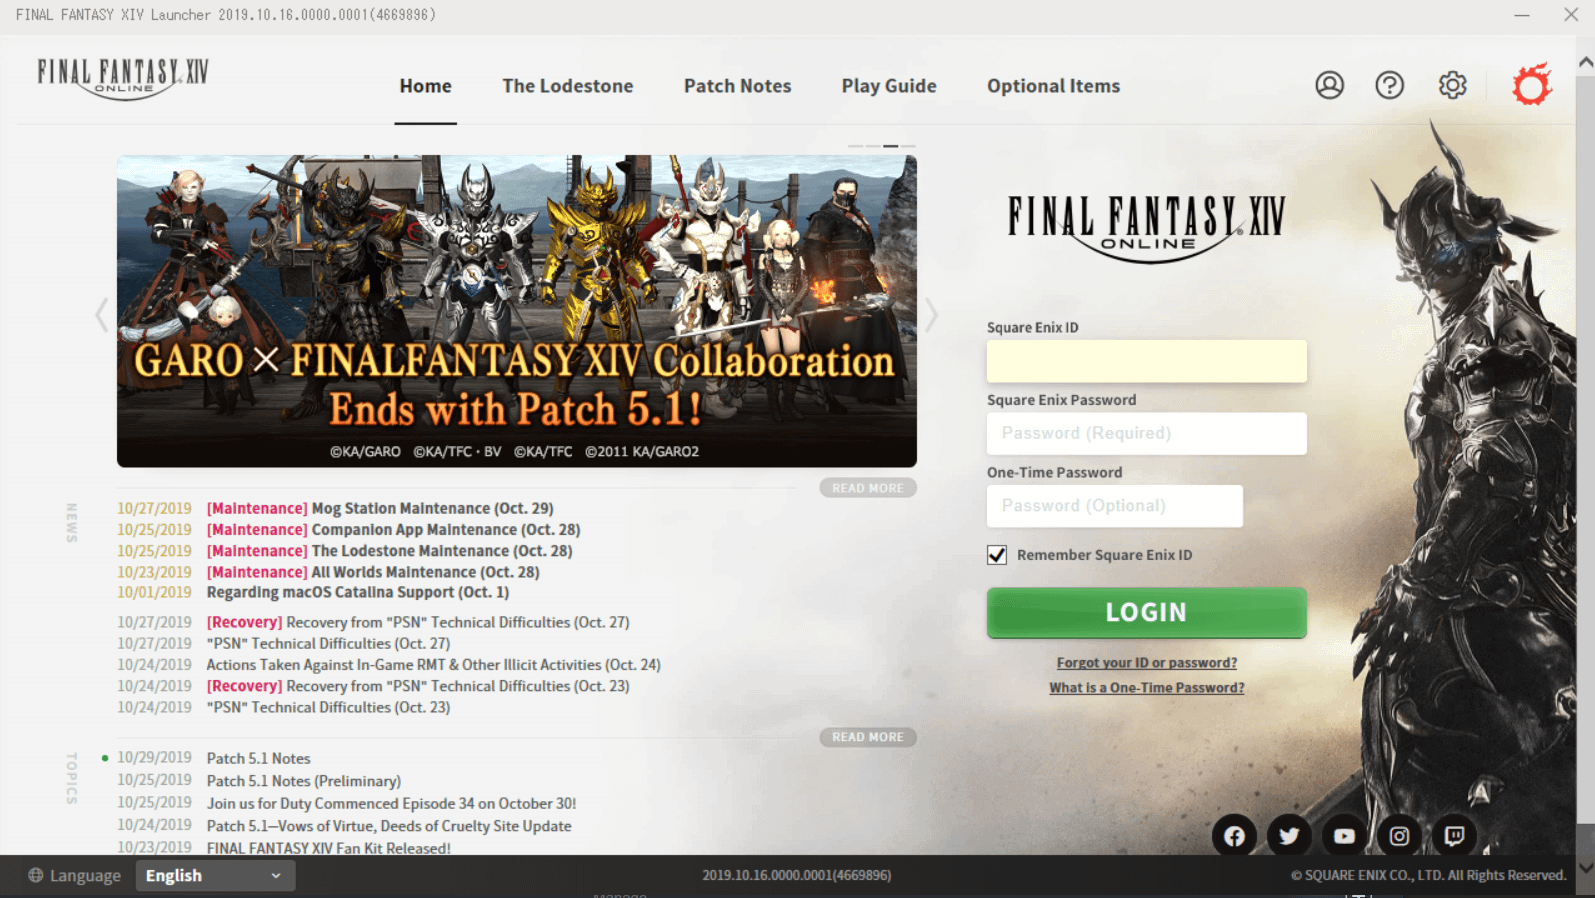 FINAL FANTASY XIV Launcher 2019.10.16.0000.0001(4669896)
FINAL FANTASY XIV
ONLINE
Home
The Lodestone
Patch Notes
Play Guide
Optional Items
GARO×FINALFANTASY XIV Collaboration
Ends with Patch 5.1!
©KA/GARO ©KA/TFC・BV ©KA/TFC ©2011 KA/GARO2
READ MORE
NEWS
10/27/2019 [Maintenance] Mog Station Maintenance (Oct. 29)
10/25/2019 [Maintenance] Companion App Maintenance (Oct. 28)
10/25/2019 [Maintenance] The Lodestone Maintenance (Oct. 28)
10/23/2019 [Maintenance] All Worlds Maintenance (Oct. 28)
10/01/2019 Regarding macOS Catalina Support (Oct. 1)
10/27/2019 [Recovery] Recovery from "PSN" Technical Difficulties (Oct. 27)
10/27/2019 "PSN" Technical Difficulties (Oct. 27)
10/24/2019 Actions Taken Against In-Game RMT & Other Illicit Activities (Oct. 24)
10/24/2019 [Recovery] Recovery from "PSN" Technical Difficulties (Oct. 23)
10/24/2019 "PSN" Technical Difficulties (Oct. 23)
READ MORE
TOPICS
10/29/2019 Patch 5.1 Notes
10/25/2019 Patch 5.1 Notes (Preliminary)
10/25/2019 Join us for Duty Commenced Episode 34 on October 30!
10/24/2019 Patch 5.1—Vows of Virtue, Deeds of Cruelty Site Update
10/23/2019 FINAL FANTASY XIV Fan Kit Released!
FINAL FANTASY® XIV
ONLINE
Square Enix ID
Square Enix Password
Password (Required)
One-Time Password
Password (Optional)
Remember Square Enix ID
LOGIN
Forgot your ID or password?
What is a One-Time Password?
Language
English
2019.10.16.0000.0001(4669896)
© SQUARE ENIX CO., LTD. All Rights Reserved.